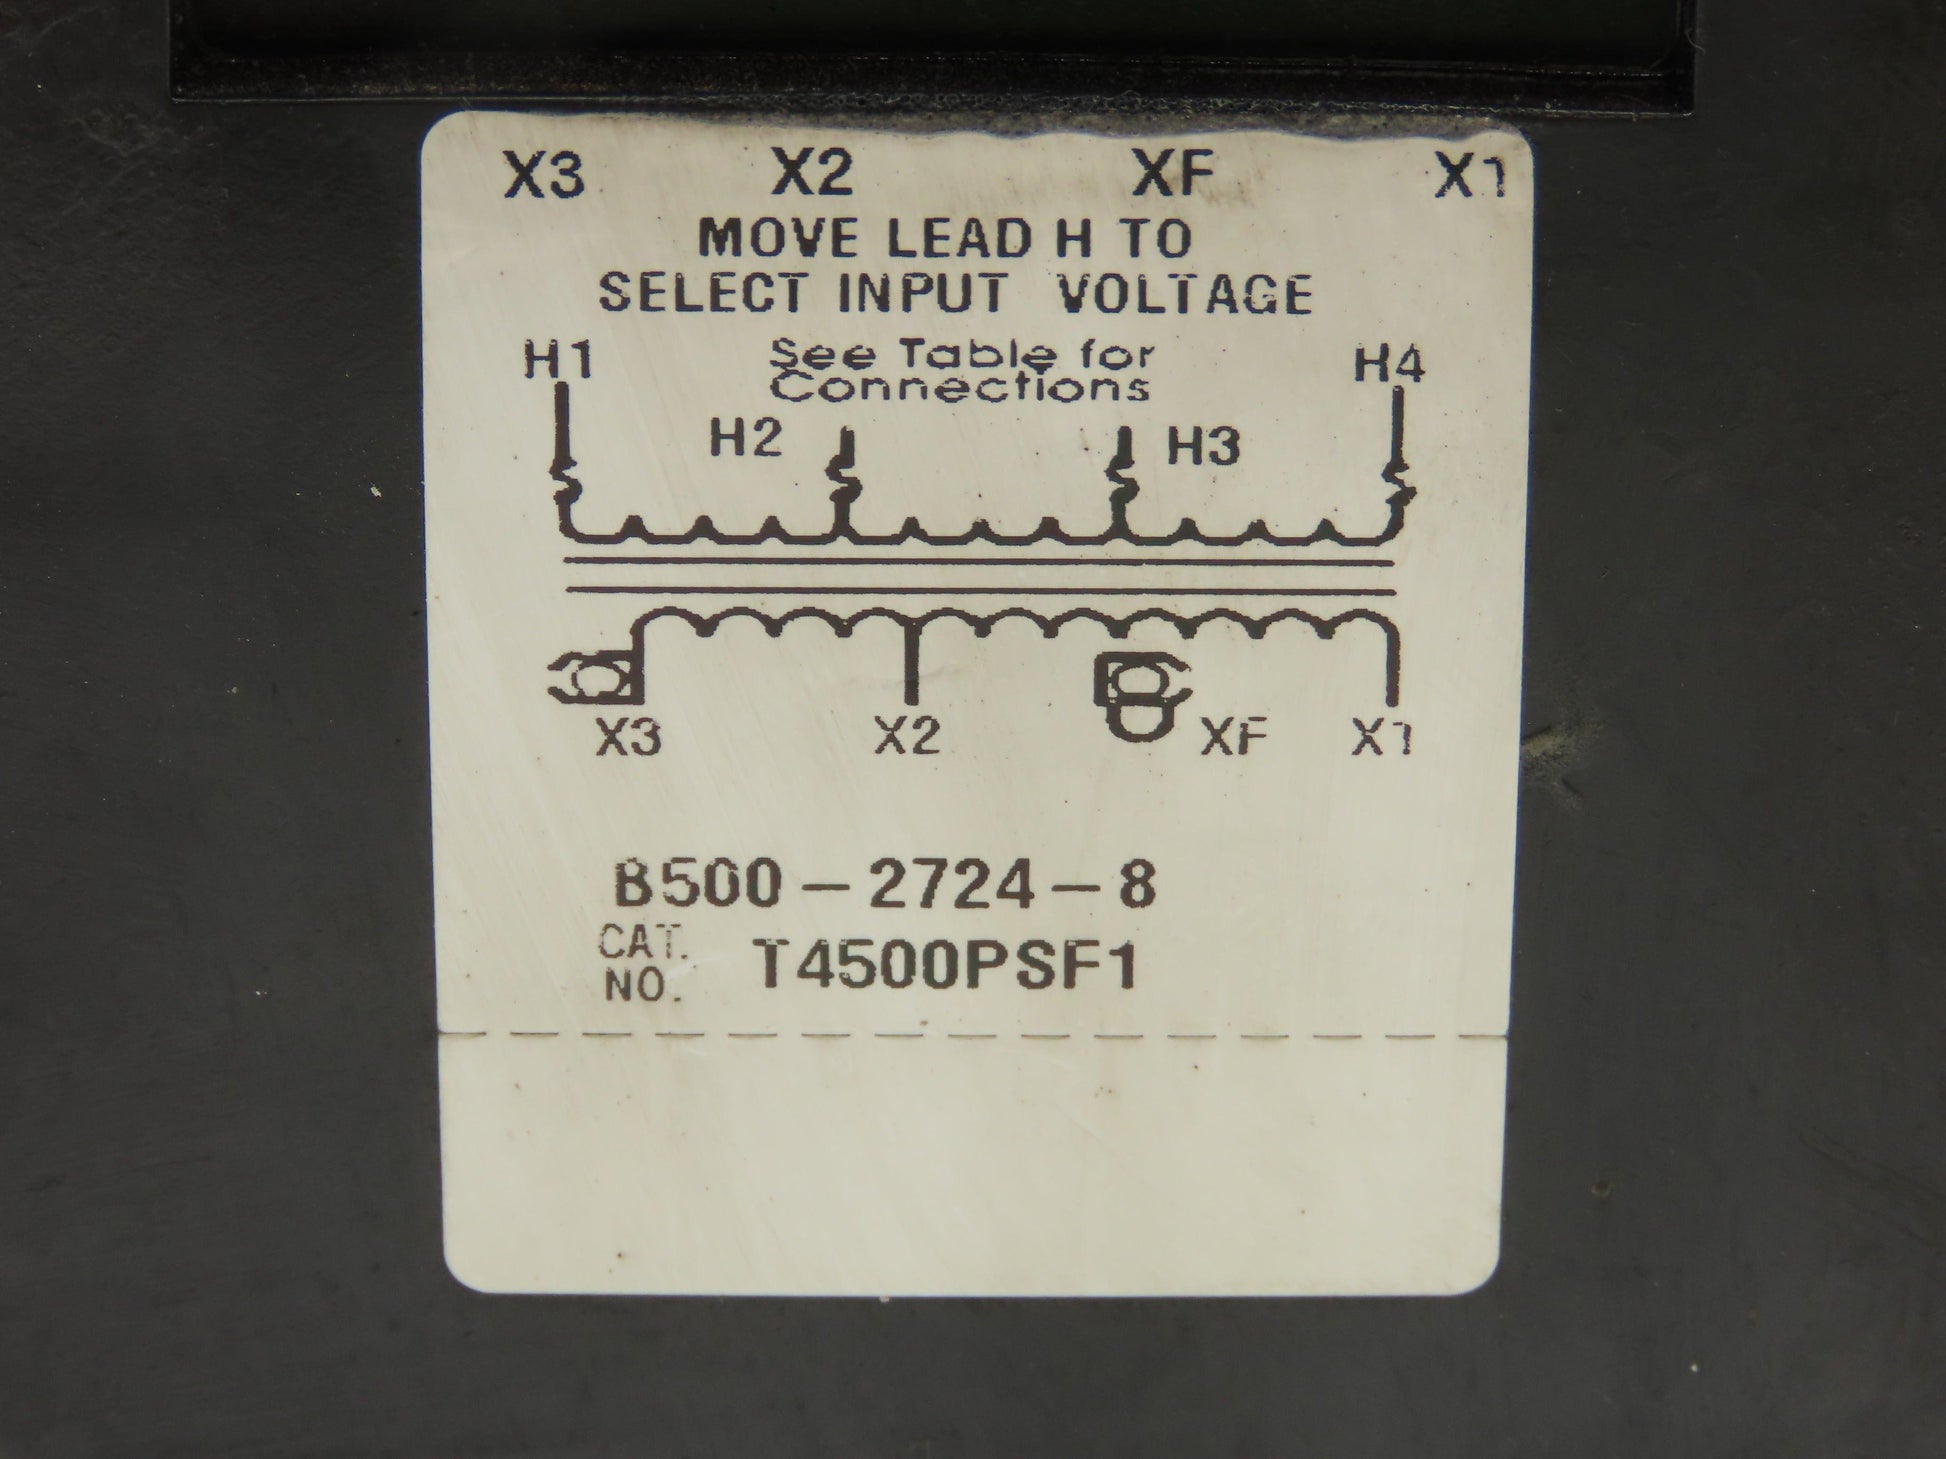 X3 X2 XF X1
MOVE LEAD H TO
SELECT INPUT VOLTAGE
See Table for
Connections
H1 H4
H2 H3
X3 X2 XF X1
B500-2724-8
CAT.
NO. T4500PSF1